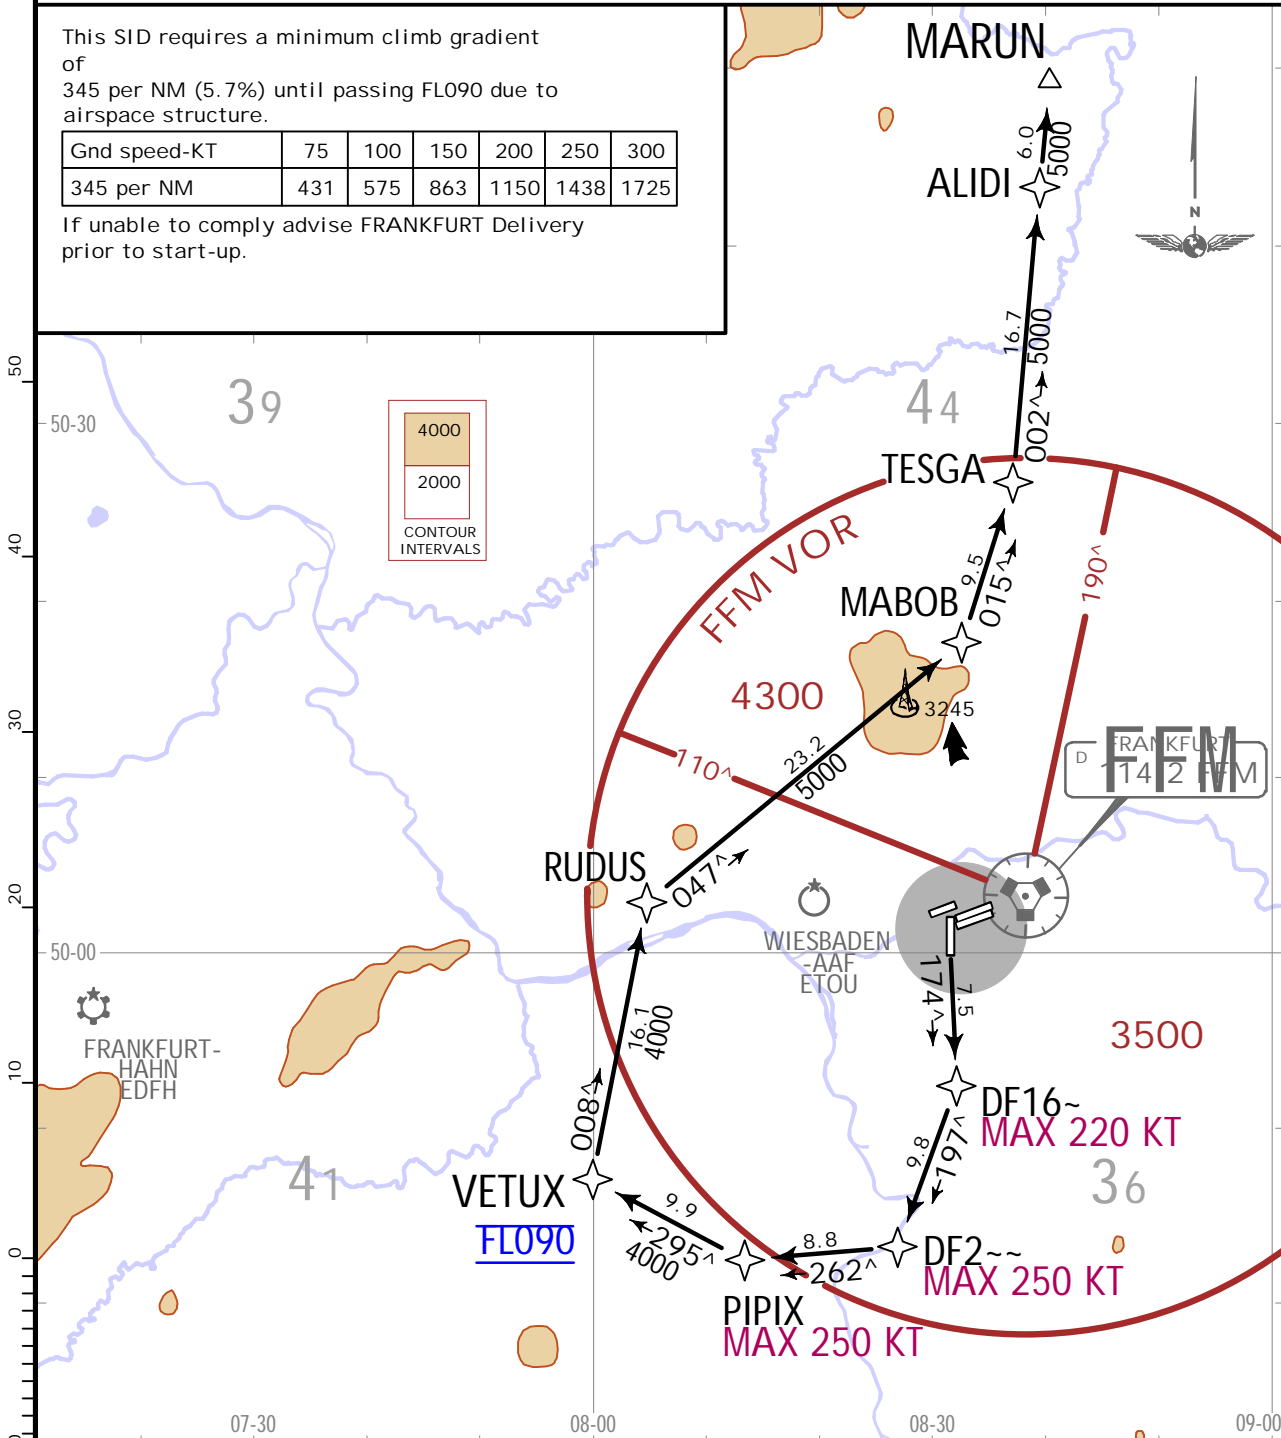 This SID requires a minimum climb gradient
of
345 per NM (5.7%) until passing FL090 due to
airspace structure.
Gnd speed-KT 75 100 150 200 250 300
345 per NM 431 575 863 1150 1438 1725
If unable to comply advise FRANKFURT Delivery
prior to start-up.
MARUN
6.0
5000
ALIDI
N
16.7
002^
5000
50
39
44
50-30
4000
2000
CONTOUR
INTERVALS
TESGA
FFM VOR
40
9.5
015^
190^
MABOB
4300
3245
30
110^
23.2
5000
FRANKFURT
D 114.2 FFM
FFM
RUDUS
047^
20
WIESBADEN
-AAF
ETOU
50-00
174^
7.5
16.1
4000
3500
FRANKFURT-
HAHN
EDFH
10
008^
DF16~
MAX 220 KT
9.8
197^
41
36
VETUX
FL090
9.9
295^
4000
8.8
262^
DF2~~
MAX 250 KT
0
PIPIX
MAX 250 KT
07-30
08-00
08-30
09-00